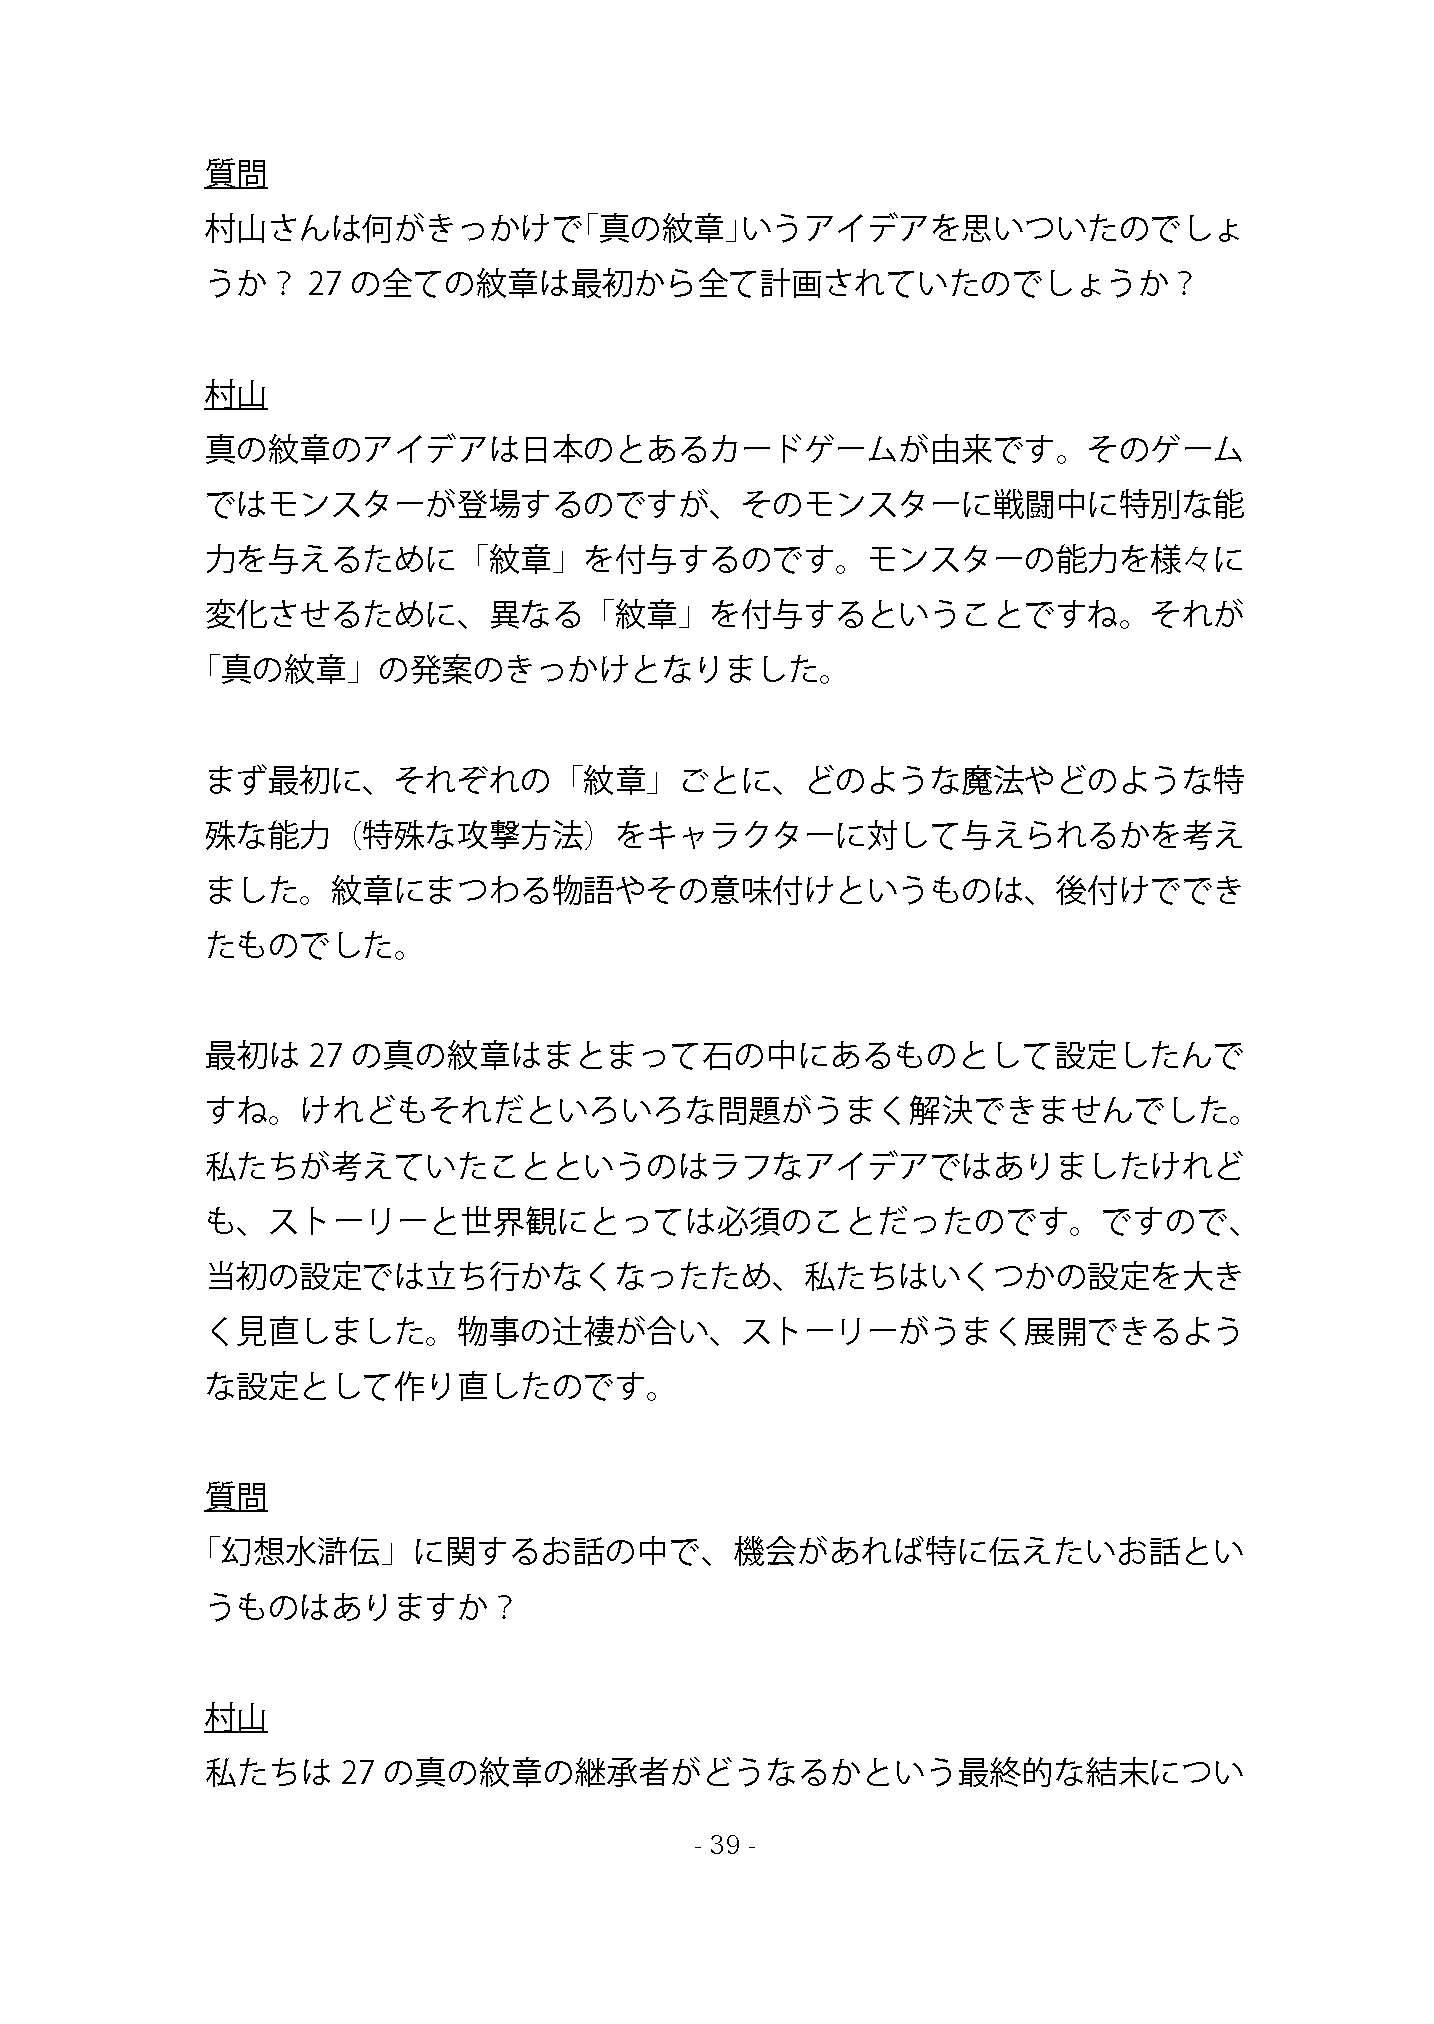 質問
村山さんは何がきっかけで「真の紋章」いうアイデアを思いついたのでしょ
うか？ 27 の全ての紋章は最初から全て計画されていたのでしょうか？
村山
真の紋章のアイデアは日本のとあるカードゲームが由来です。そのゲーム
ではモンスターが登場するのですが、そのモンスターに戦闘中に特別な能
力を与えるために「紋章」を付与するのです。モンスターの能力を様々に
変化させるために、異なる「紋章」を付与するということですね。それが
「真の紋章」の発案のきっかけとなりました。
まず最初に、それぞれの「紋章」ごとに、どのような魔法やどのような特
殊な能力（特殊な攻撃方法）をキャラクターに対して与えられるかを考え
ました。紋章にまつわる物語やその意味付けというものは、後付けででき
たものでした。
最初は 27 の真の紋章はまとまって石の中にあるものとして設定したんで
すね。けれどもそれだといろいろな問題がうまく解決できませんでした。
私たちが考えていたことというのはラフなアイデアではありましたけれど
も、ストーリーと世界観にとっては必須のことだったのです。ですので、
当初の設定では立ち行かなくなったため、私たちはいくつかの設定を大き
く見直しました。物事の辻褄が合い、ストーリーがうまく展開できるよう
な設定として作り直したのです。
質問
「幻想水滸伝」に関するお話の中で、機会があれば特に伝えたいお話とい
うものはありますか？
村山
私たちは 27 の真の紋章の継承者がどうなるかという最終的な結末につい
- 39 -